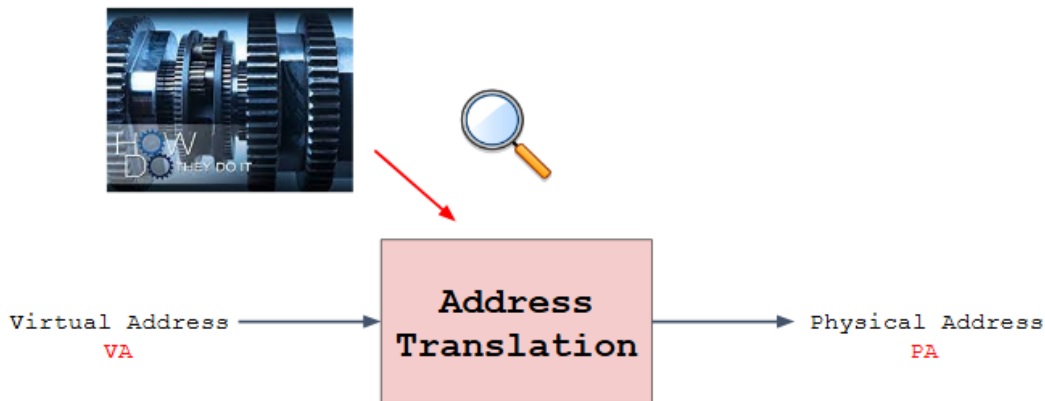 HOW
DO THEY DO IT
Address
Translation
Virtual Address
VA
Physical Address
PA